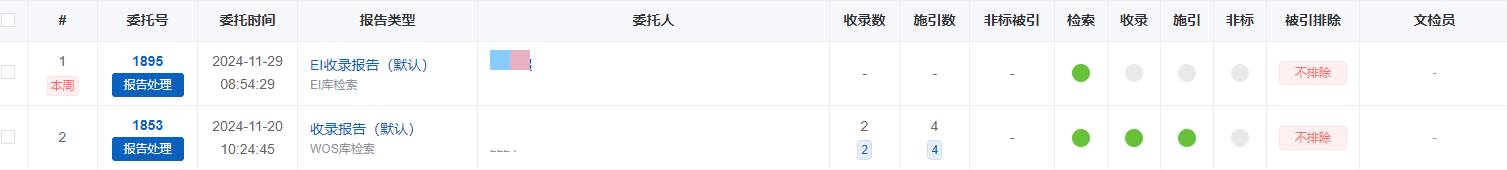 # 委托号 委托时间 报告类型 委托人 收录数 施引数 非标被引 检索 收录 施引 非标 被引排除 文检员
1 1895 2024-11-29 EI收录报告（默认） - - - 不排除 -
本周 报告处理 08:54:29 EI库检索
2 1853 2024-11-20 收录报告（默认） 2 4 - 不排除 -
报告处理 10:24:45 WOS库检索 2 4